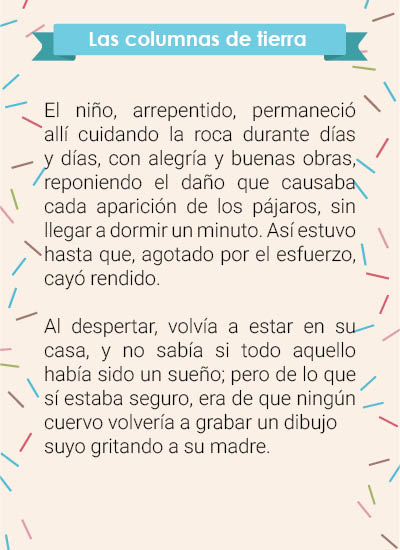 Las columnas de tierra
El niño, arrepentido, permaneció
allí cuidando la roca durante días
y días, con alegría y buenas obras,
reponiendo el daño que causaba
cada aparición de los pájaros, sin
llegar a dormir un minuto. Así estuvo
hasta que, agotado por el esfuerzo,
cayó rendido.
Al despertar, volvía a estar en su
casa, y no sabía si todo aquello
había sido un sueño; pero de lo que
sí estaba seguro, era de que ningún
cuervo volvería a grabar un dibujo
suyo gritando a su madre.